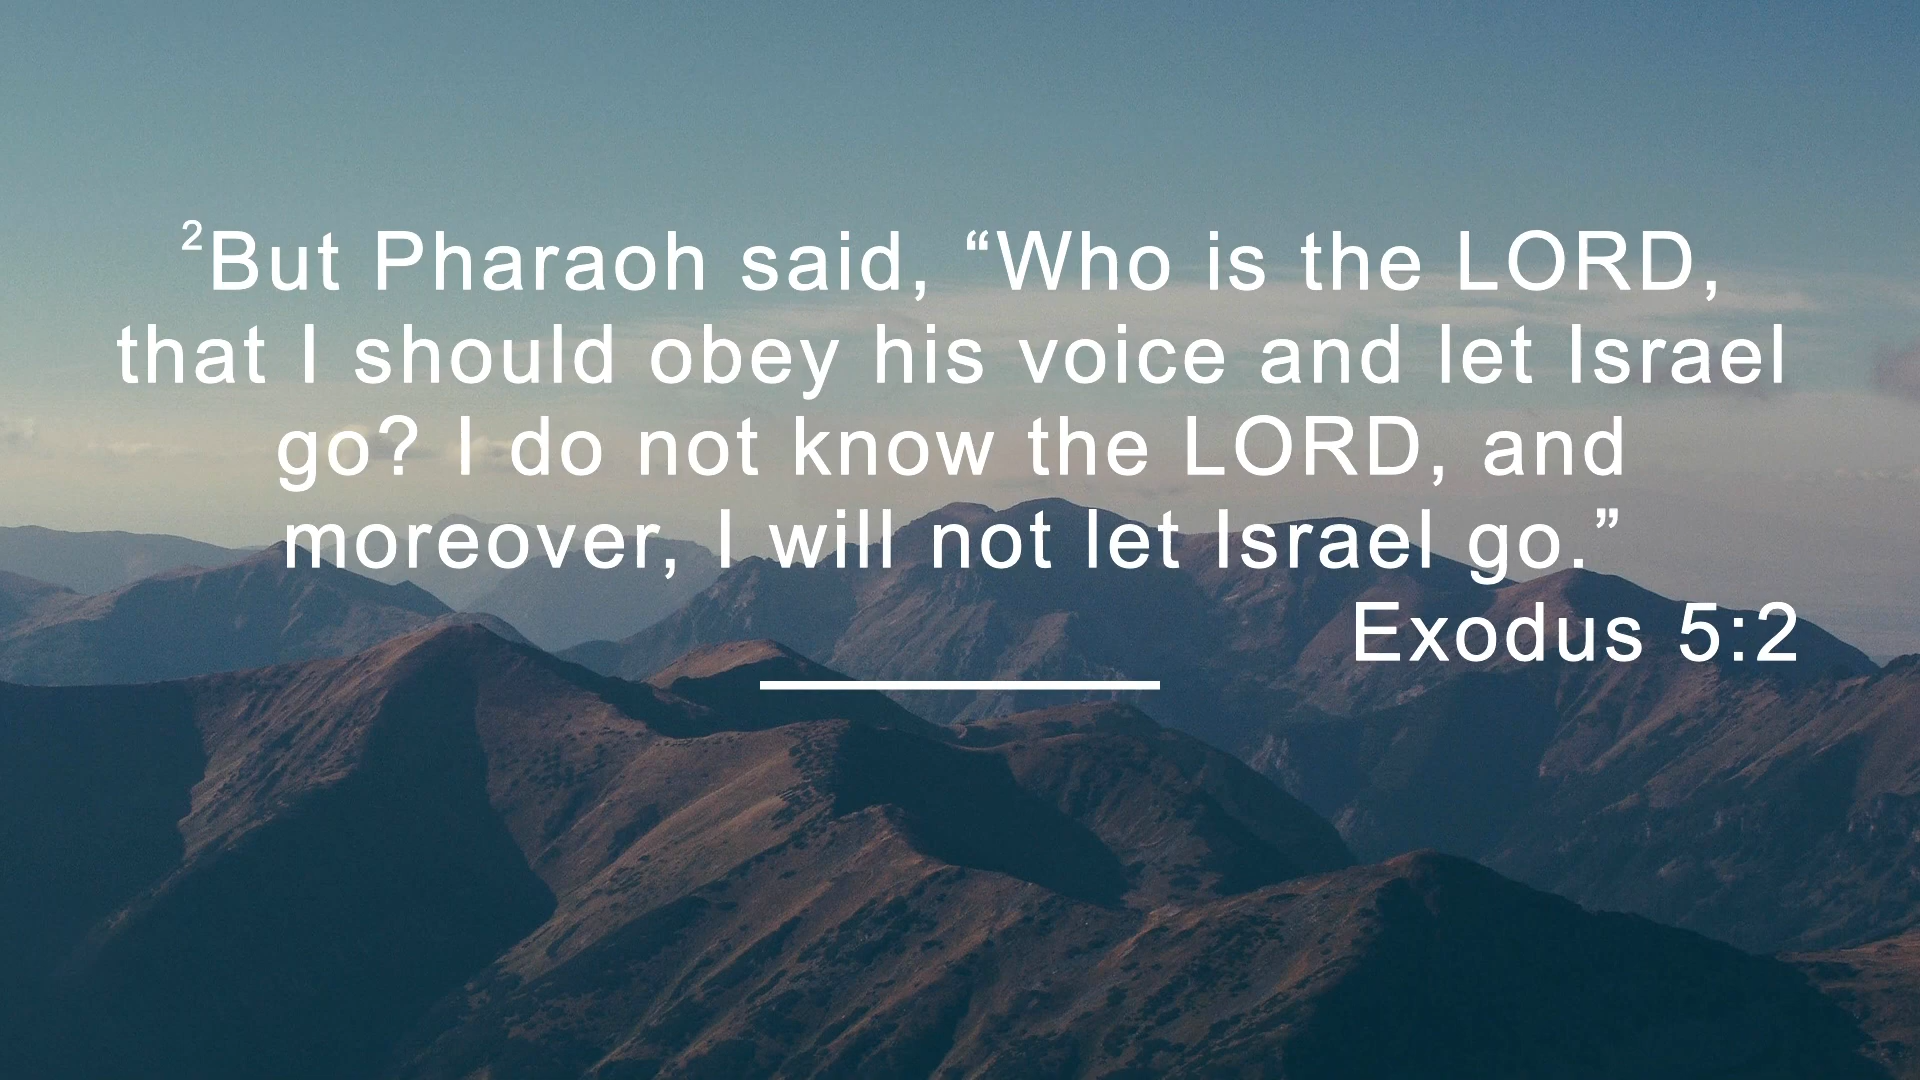 ²But Pharaoh said, “Who is the LORD,
that I should obey his voice and let Israel
go? I do not know the LORD, and
moreover, I will not let Israel go.”
Exodus 5:2